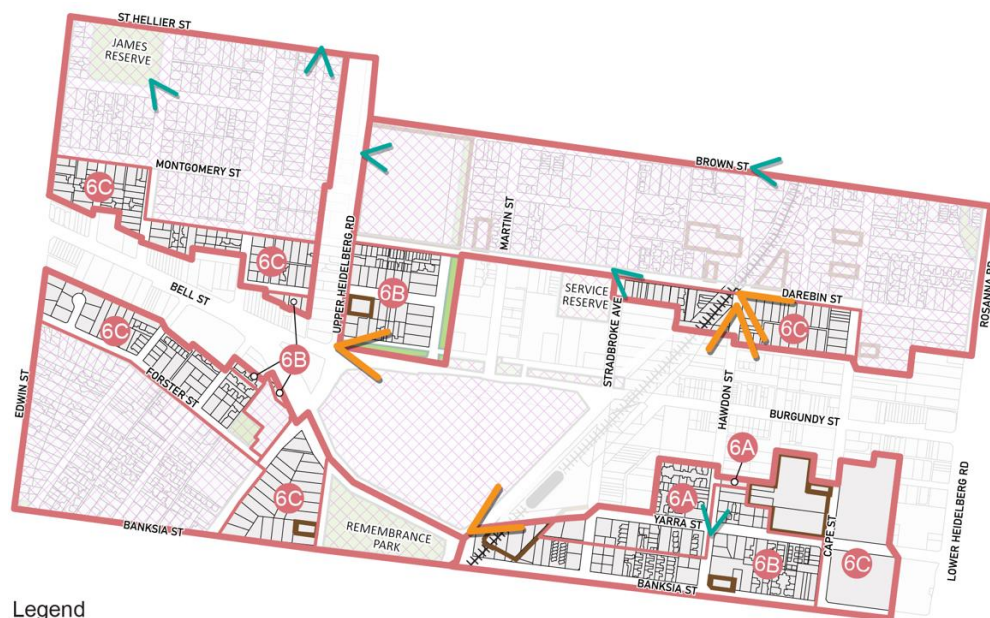 ST HELLIER ST
JAMES
RESERVE
MONTGOMERY ST
6C
6C
BELL ST
UPPER HEIDELBERG RD
6B
6B
6C
FORSTER ST
EDWIN ST
6C
BANKSIA ST
REMEMBRANCE
PARK
BROWN ST
MARTIN ST
SERVICE
RESERVE
STRADBROKE AVE
DAREBIN ST
ROSANNA RD
6C
HAWDON ST
BURGUNDY ST
6A
6A
YARRA ST
CAPE ST
6B
6C
BANKSIA ST
LOWER HEIDELBERG RD
Legend